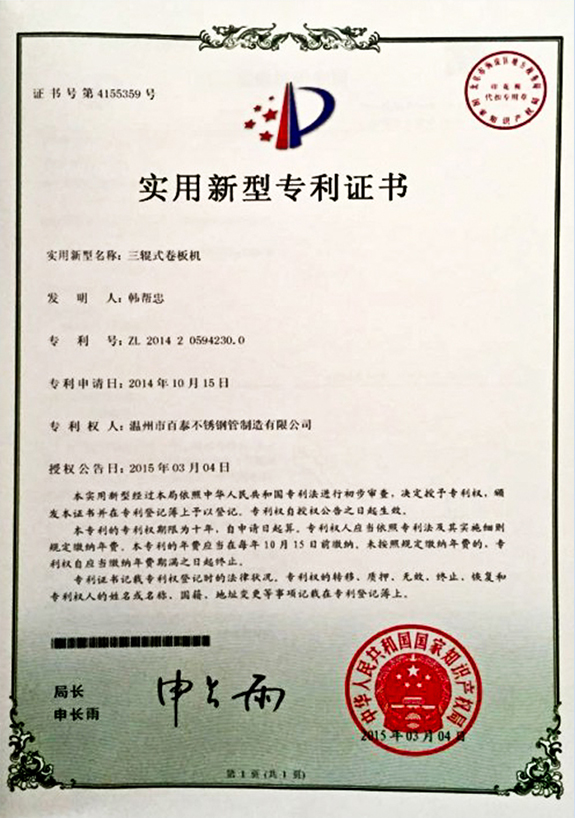 证书号第4155359号
印花税
代扣专用章
国家知识产权局
实用新型专利证书
实用新型名称：三辊式卷板机
发明人：韩帮忠
专利号：ZL 2014 2 0594230.0
专利申请日：2014年10月15日
专利权人：温州市百泰不锈钢管制造有限公司
授权公告日：2015年03月04日
本实用新型经过本局依照中华人民共和国专利法进行初步审查，决定授予专利权，颁
发本证书并在专利登记簿上予以登记。专利权自授权公告之日起生效。
本专利的专利权期限为十年，自申请日起算。专利权人应当依照专利法及其实施细则
规定缴纳年费。本专利的年费应当在每年10月15日前缴纳。未按照规定缴纳年费的，专
利权自应当缴纳年费期满之日起终止。
专利证书记载专利权登记时的法律状况。专利权的转移、质押、无效、终止、恢复和
专利权人的姓名或名称、国籍、地址变更等事项记载在专利登记簿上。
局长
申长雨
申长雨
中华人民共和国国家知识产权局
2015年03月04日
第1页(共1页)